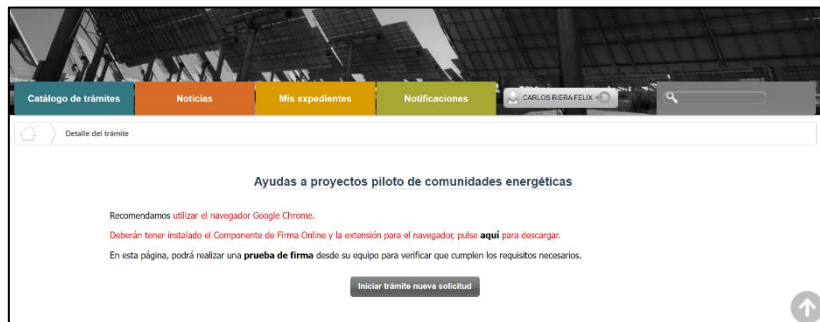 Catálogo de trámites
Noticias
Mis expedientes
Notificaciones
CARLOS RIERA FELIX
Detalle del trámite
Ayudas a proyectos piloto de comunidades energéticas
Recomendamos utilizar el navegador Google Chrome.
Deberán tener instalado el Componente de Firma Online y la extensión para el navegador, pulse aquí para descargar.
En esta página, podrá realizar una prueba de firma desde su equipo para verificar que cumplen los requisitos necesarios.
Iniciar trámite nueva solicitud